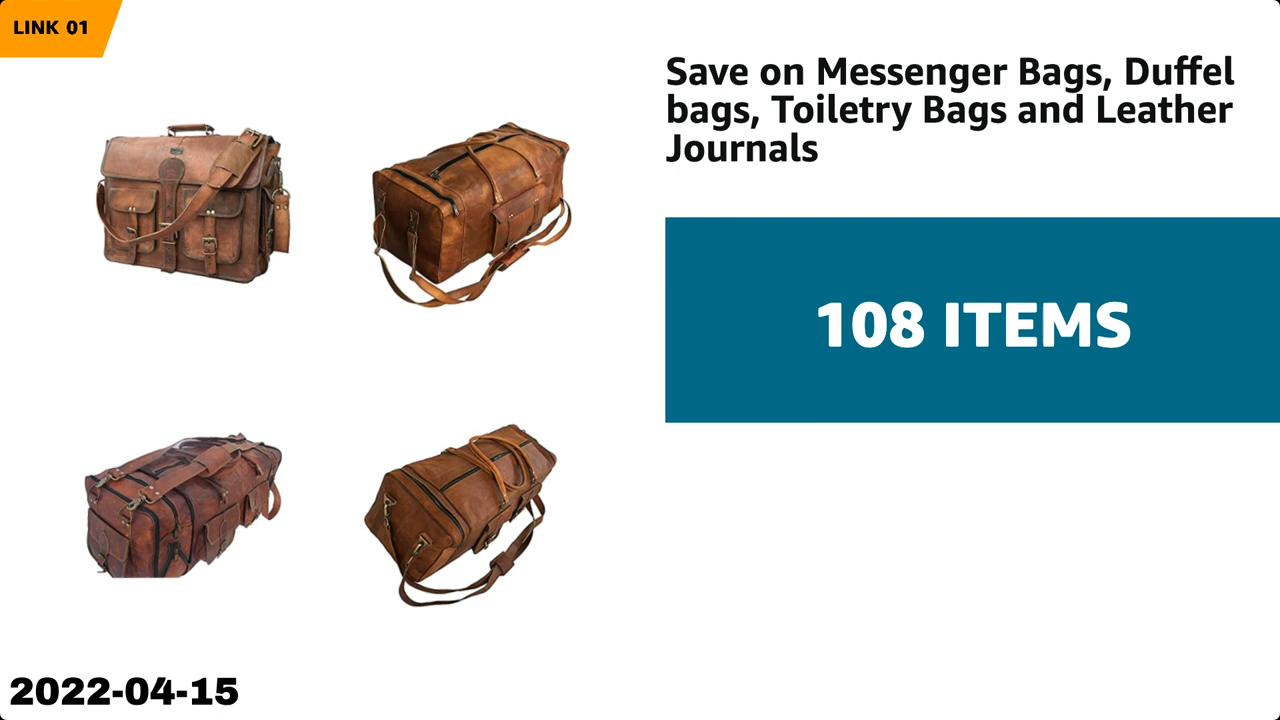 LINK 01
Save on Messenger Bags, Duffel
bags, Toiletry Bags and Leather
Journals
108 ITEMS
2022-04-15